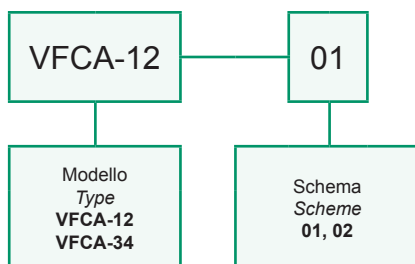 VFCA-12
01
Modello
Type
VFCA-12
VFCA-34
Schema
Scheme
01, 02